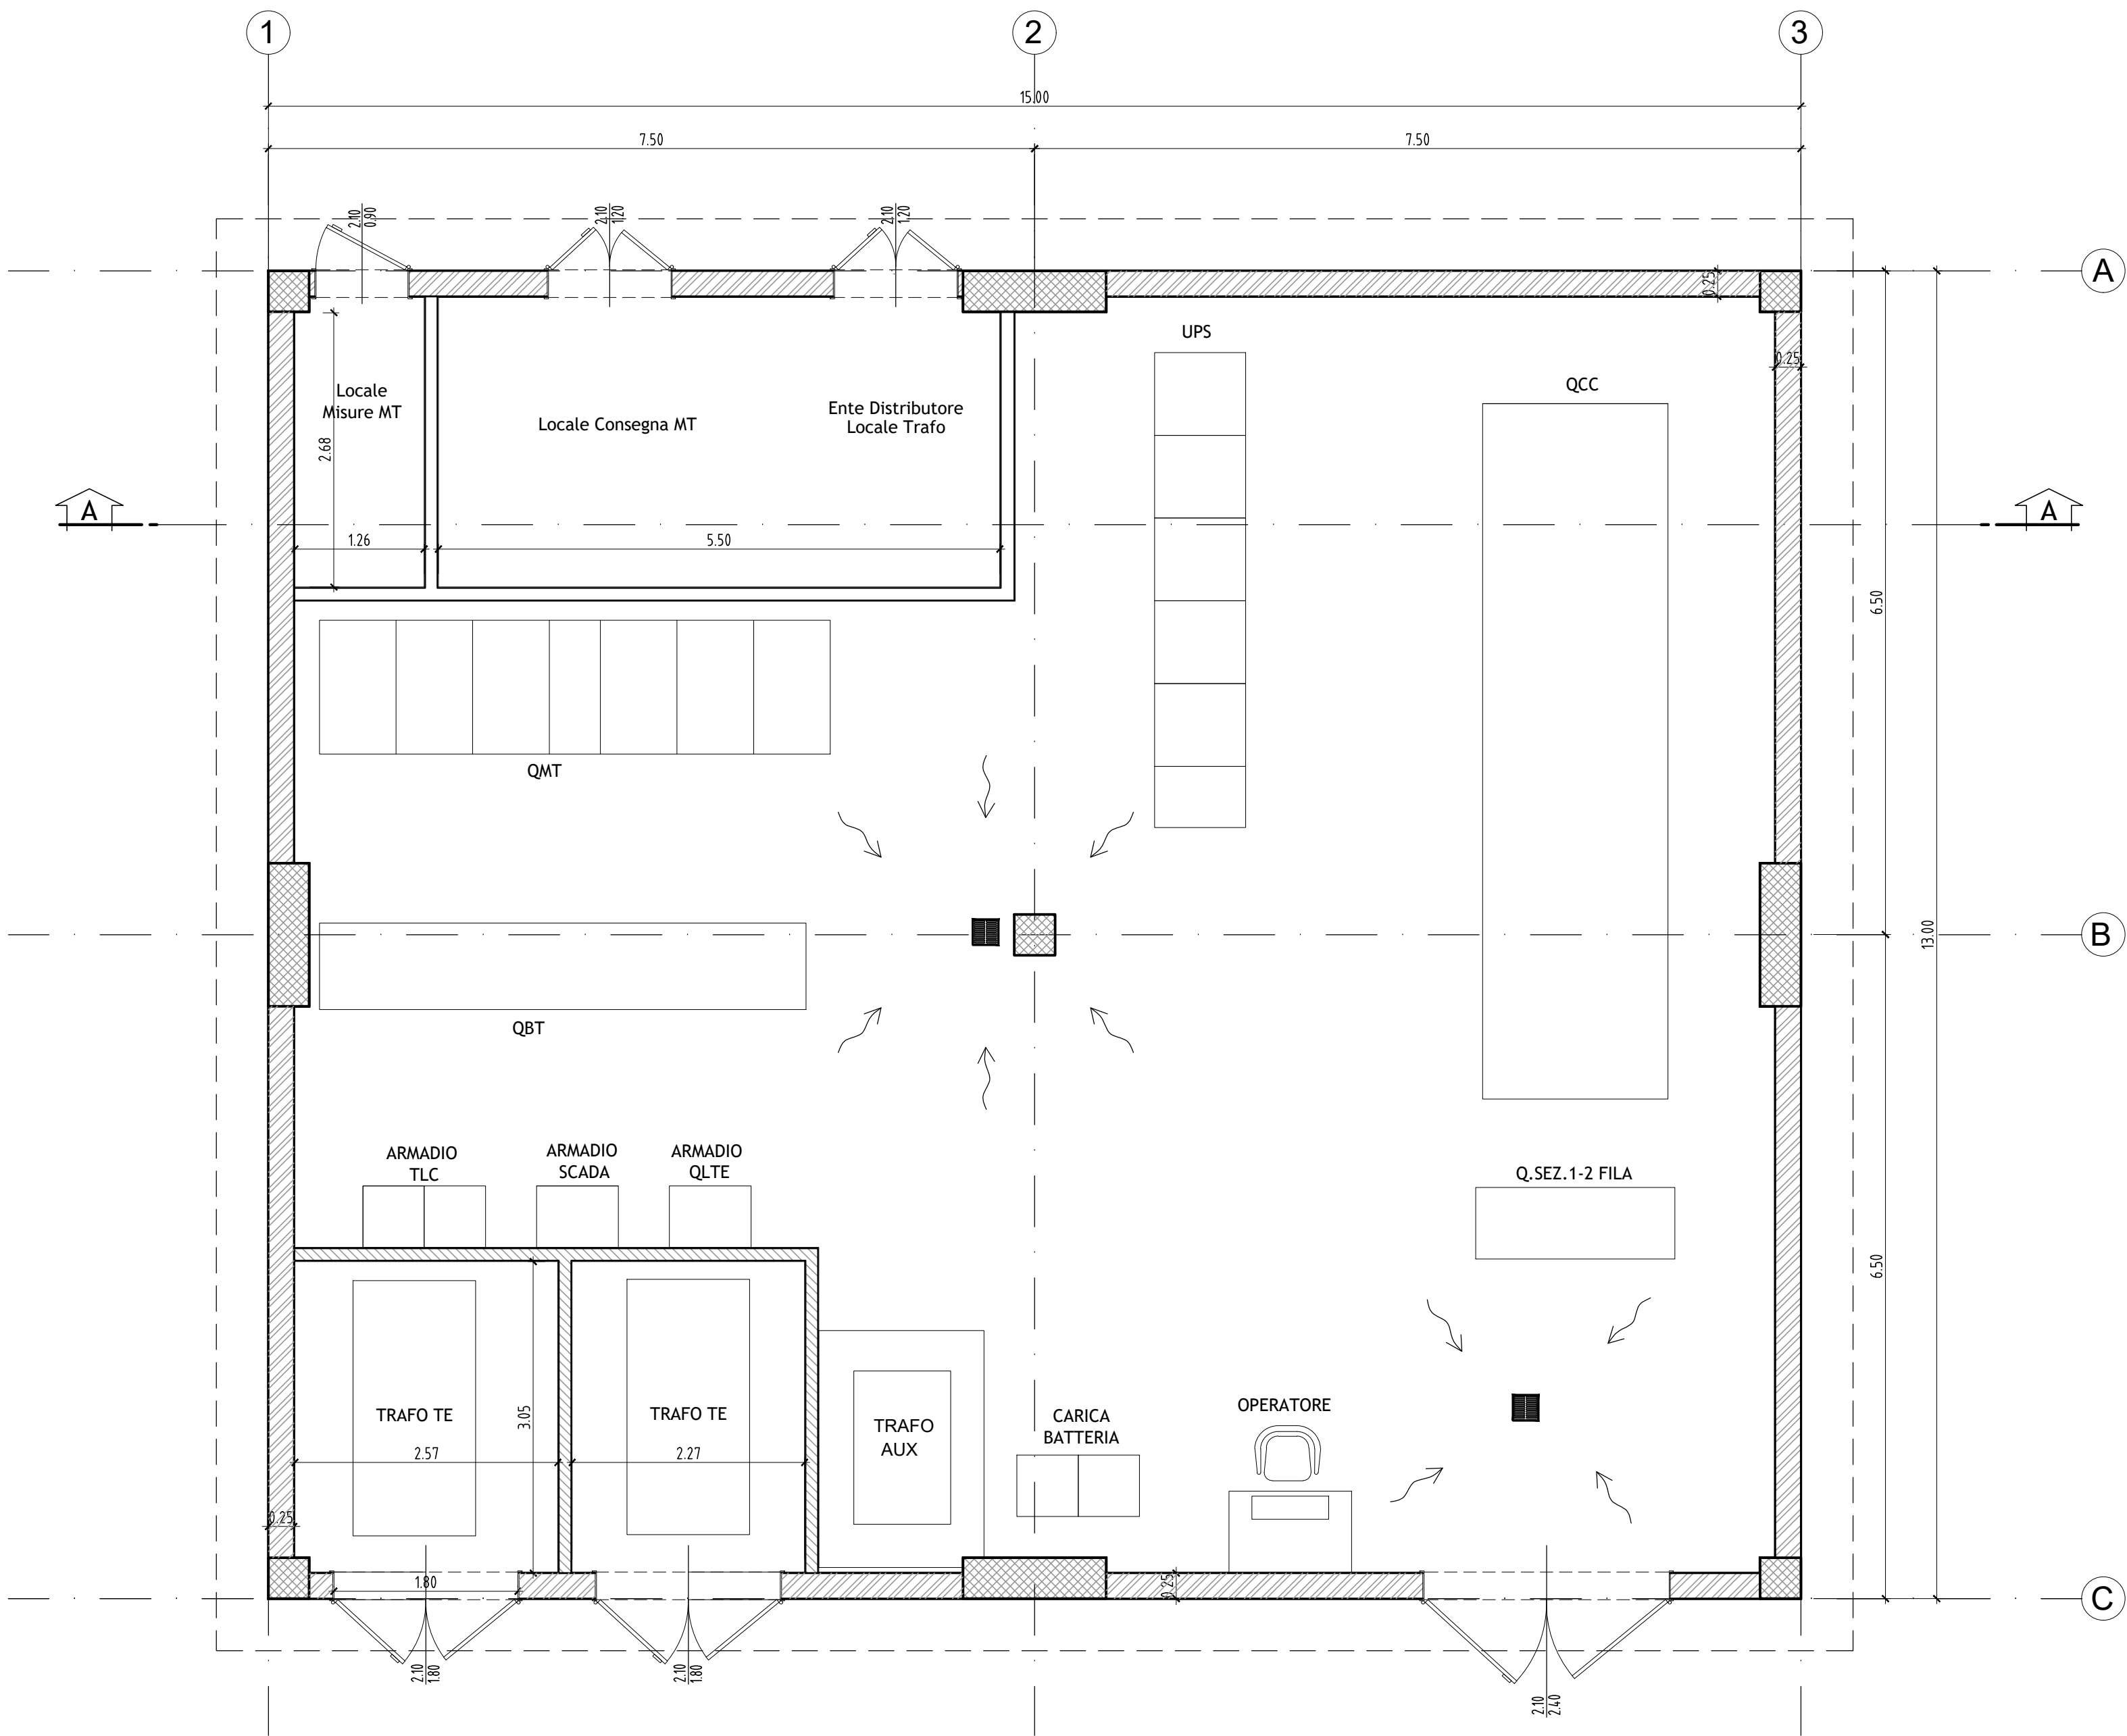 1
2
3
15.00
7.50
7.50
2.10
0.90
2.10
1.20
2.10
1.20
A
0.25
UPS
0.25
QCC
Locale
Misure MT
Locale Consegna MT
Ente Distributore
Locale Trafo
2.68
A
A
1.26
5.50
6.50
13.00
QMT
B
QBT
ARMADIO
TLC
ARMADIO
SCADA
ARMADIO
QLTE
Q.SEZ.1-2 FILA
6.50
TRAFO TE
TRAFO TE
3.05
2.57
2.27
TRAFO
AUX
CARICA
BATTERIA
OPERATORE
0.25
1.80
0.25
C
2.10
1.80
2.10
1.80
2.10
2.40